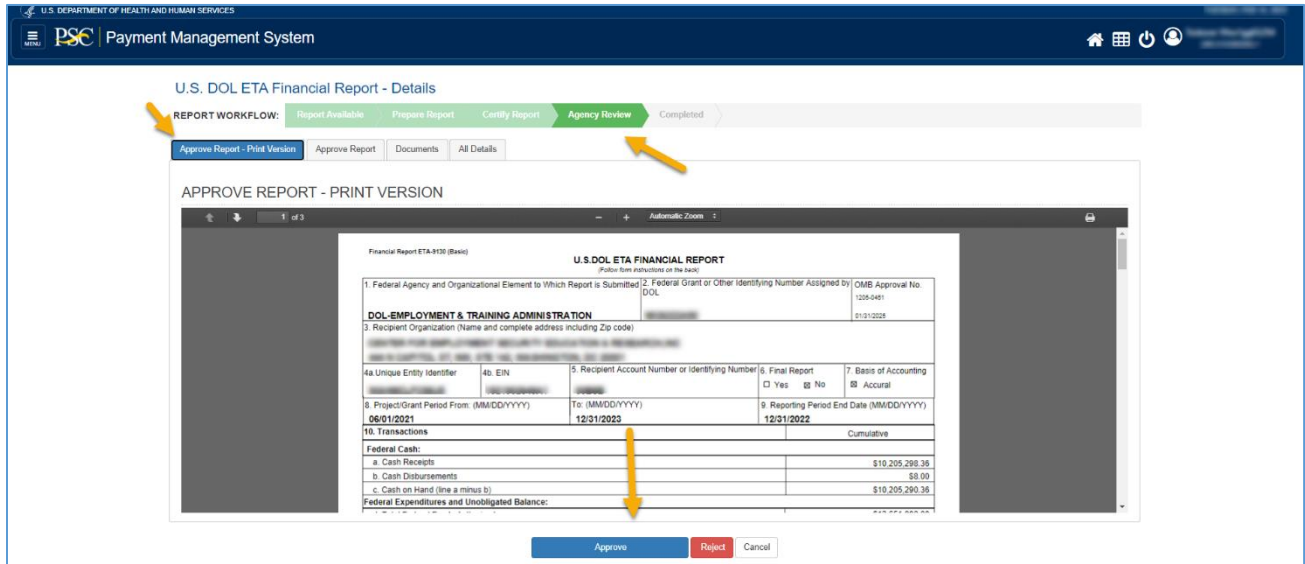 U.S. DEPARTMENT OF HEALTH AND HUMAN SERVICES
MENU PSC Payment Management System
U.S. DOL ETA Financial Report - Details
REPORT WORKFLOW: Report Available Prepare Report Certify Report Agency Review Completed
Approve Report - Print Version Approve Report Documents All Details
APPROVE REPORT - PRINT VERSION
1 of 3 − + Automatic Zoom
Financial Report ETA-9130 (Basic)
U.S.DOL ETA FINANCIAL REPORT
(Follow form instructions on the back)
1. Federal Agency and Organizational Element to Which Report is Submitted
DOL-EMPLOYMENT & TRAINING ADMINISTRATION
2. Federal Grant or Other Identifying Number Assigned by
DOL
OMB Approval No.
1205-0461
01/31/2025
3. Recipient Organization (Name and complete address including Zip code)
4a.Unique Entity Identifier
4b. EIN
5. Recipient Account Number or Identifying Number
6. Final Report
Yes No
7. Basis of Accounting
Accural
8. Project/Grant Period From: (MM/DD/YYYY)
06/01/2021
To: (MM/DD/YYYY)
12/31/2023
9. Reporting Period End Date (MM/DD/YYYY)
12/31/2022
10. Transactions Cumulative
Federal Cash:
a. Cash Receipts $10,205,298.36
b. Cash Disbursements $8.00
c. Cash on Hand (line a minus b) $10,205,290.36
Federal Expenditures and Unobligated Balance:
Approve Reject Cancel